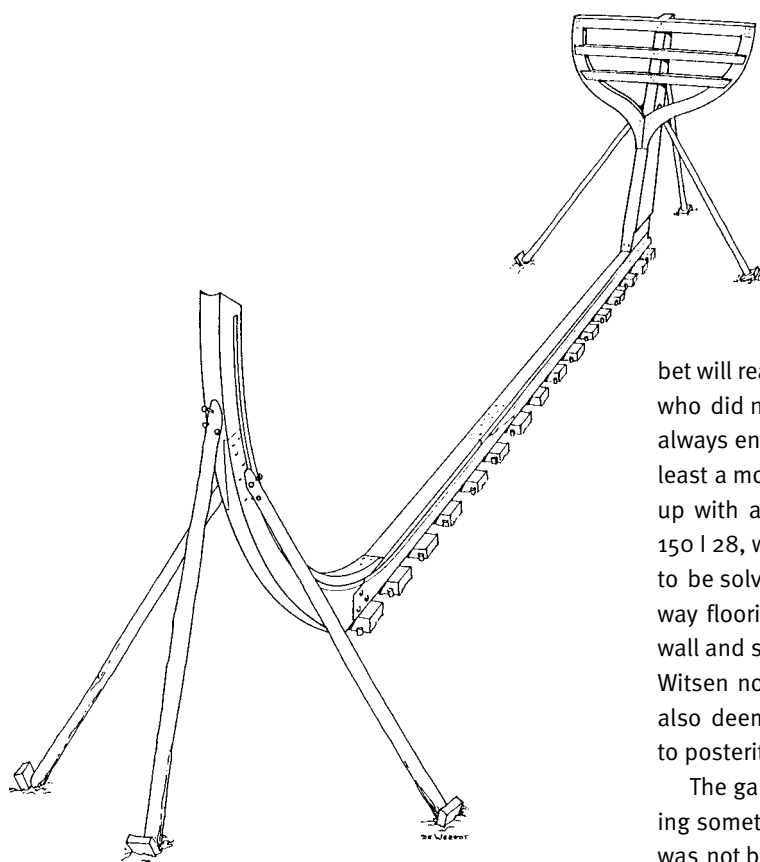 bet will rea
who did n
always en
least a mo
up with a
150 I 28, w
to be solv
way floori
wall and s
Witsen no
also deem
to posterit
The ga
ing somet
was not b